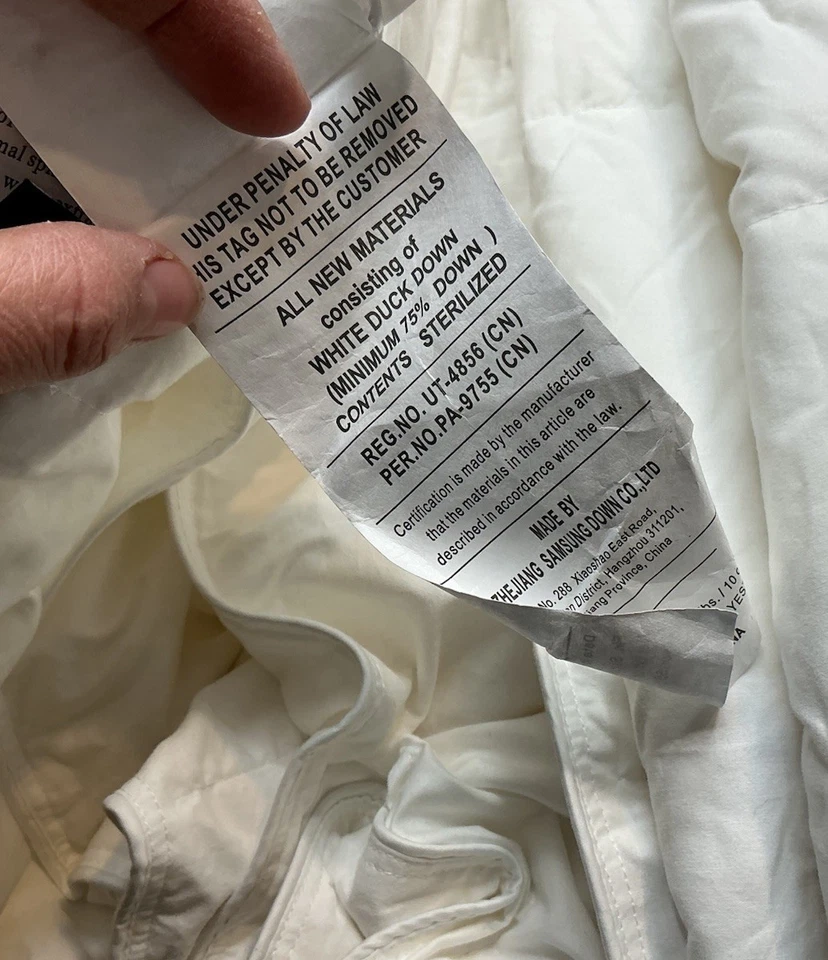 UNDER PENALTY OF LAW
HIS TAG NOT TO BE REMOVED
EXCEPT BY THE CUSTOMER
ALL NEW MATERIALS
consisting of
WHITE DUCK DOWN
(MINIMUM 75% DOWN )
CONTENTS STERILIZED
REG.NO. UT-4856 (CN)
PER.NO.PA-9755 (CN)
Certification is made by the manufacturer
that the materials in this article are
described in accordance with the law.
MADE BY
ZHEJIANG SAMSUNG DOWN CO.,LTD
No. 288 Xiaoshao East Road,
District, Hangzhou 311201,
Province, China
YES